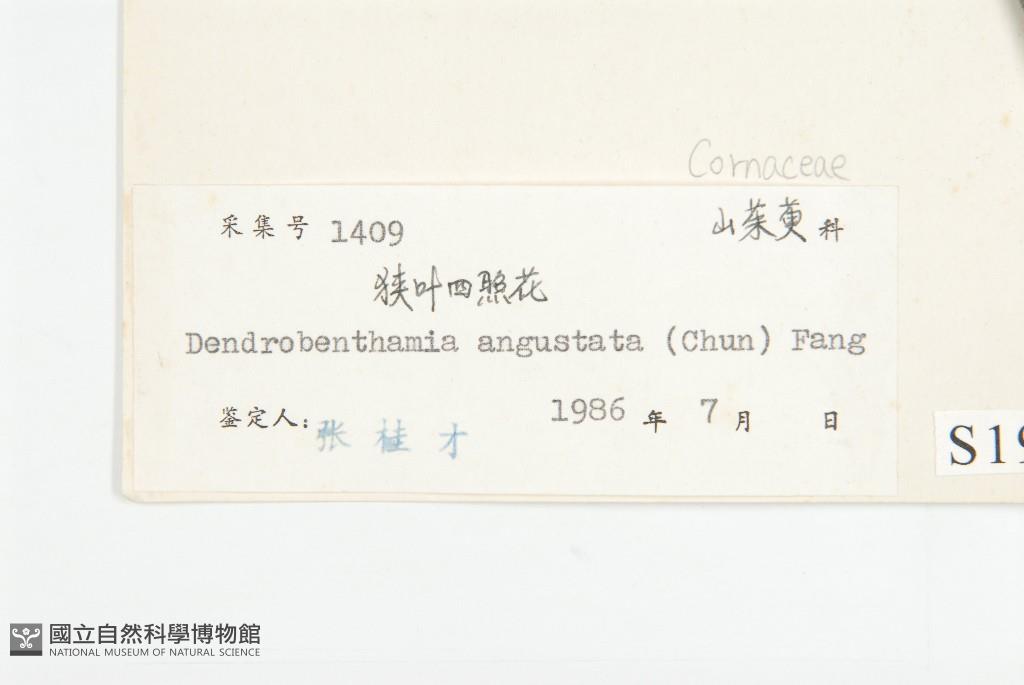 Cornaceae
采集号 1409 山茱萸科
狭叶四照花
Dendrobenthamia angustata (Chun) Fang
鉴定人: 张桂才 1986 年 7 月 日
S19
國立自然科學博物館
NATIONAL MUSEUM OF NATURAL SCIENCE